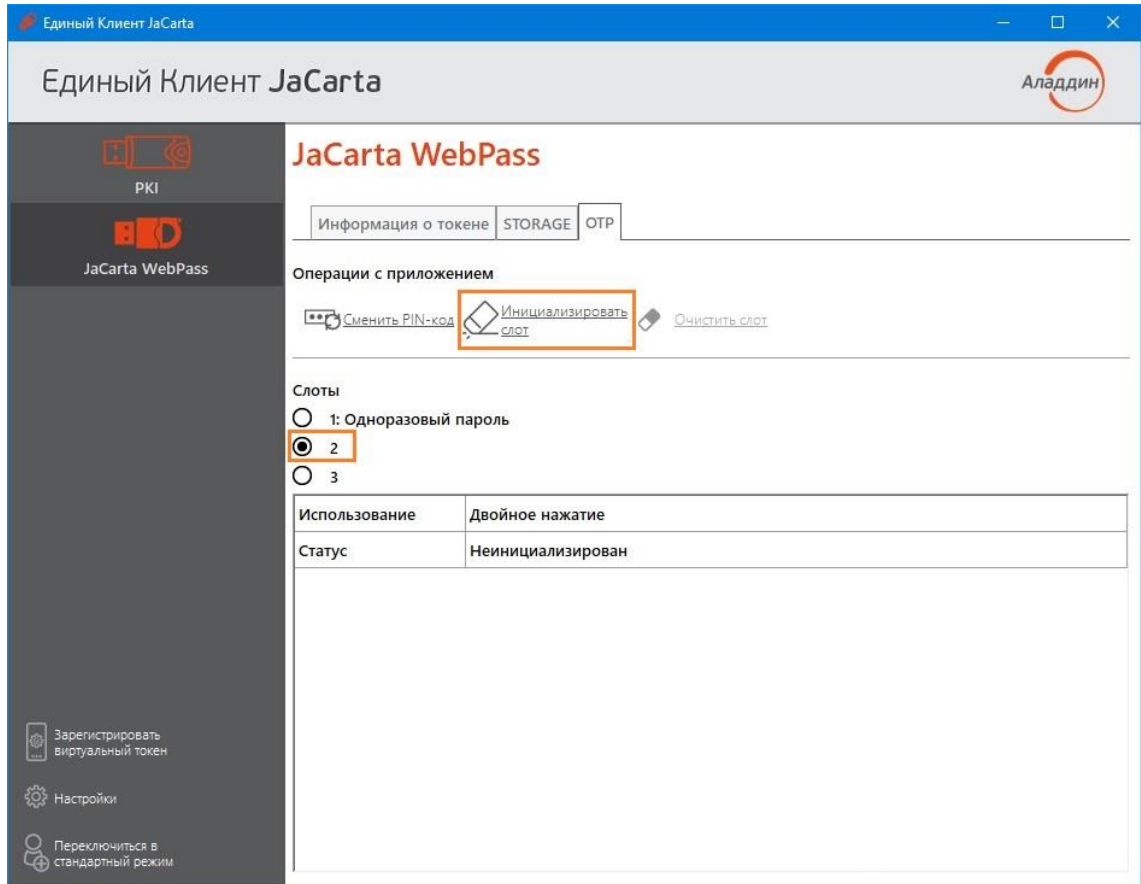 Единый Клиент JaCarta
Единый Клиент JaCarta
Аладдин
PKI
JaCarta WebPass
JaCarta WebPass
Информация о токене STORAGE OTP
Операции с приложением
Сменить PIN-код
Инициализировать
слот
Очистить слот
Слоты
1: Одноразовый пароль
2
3
Использование Двойное нажатие
Статус Неинициализирован
Зарегистрировать
виртуальный токен
Настройки
Переключиться в
стандартный режим